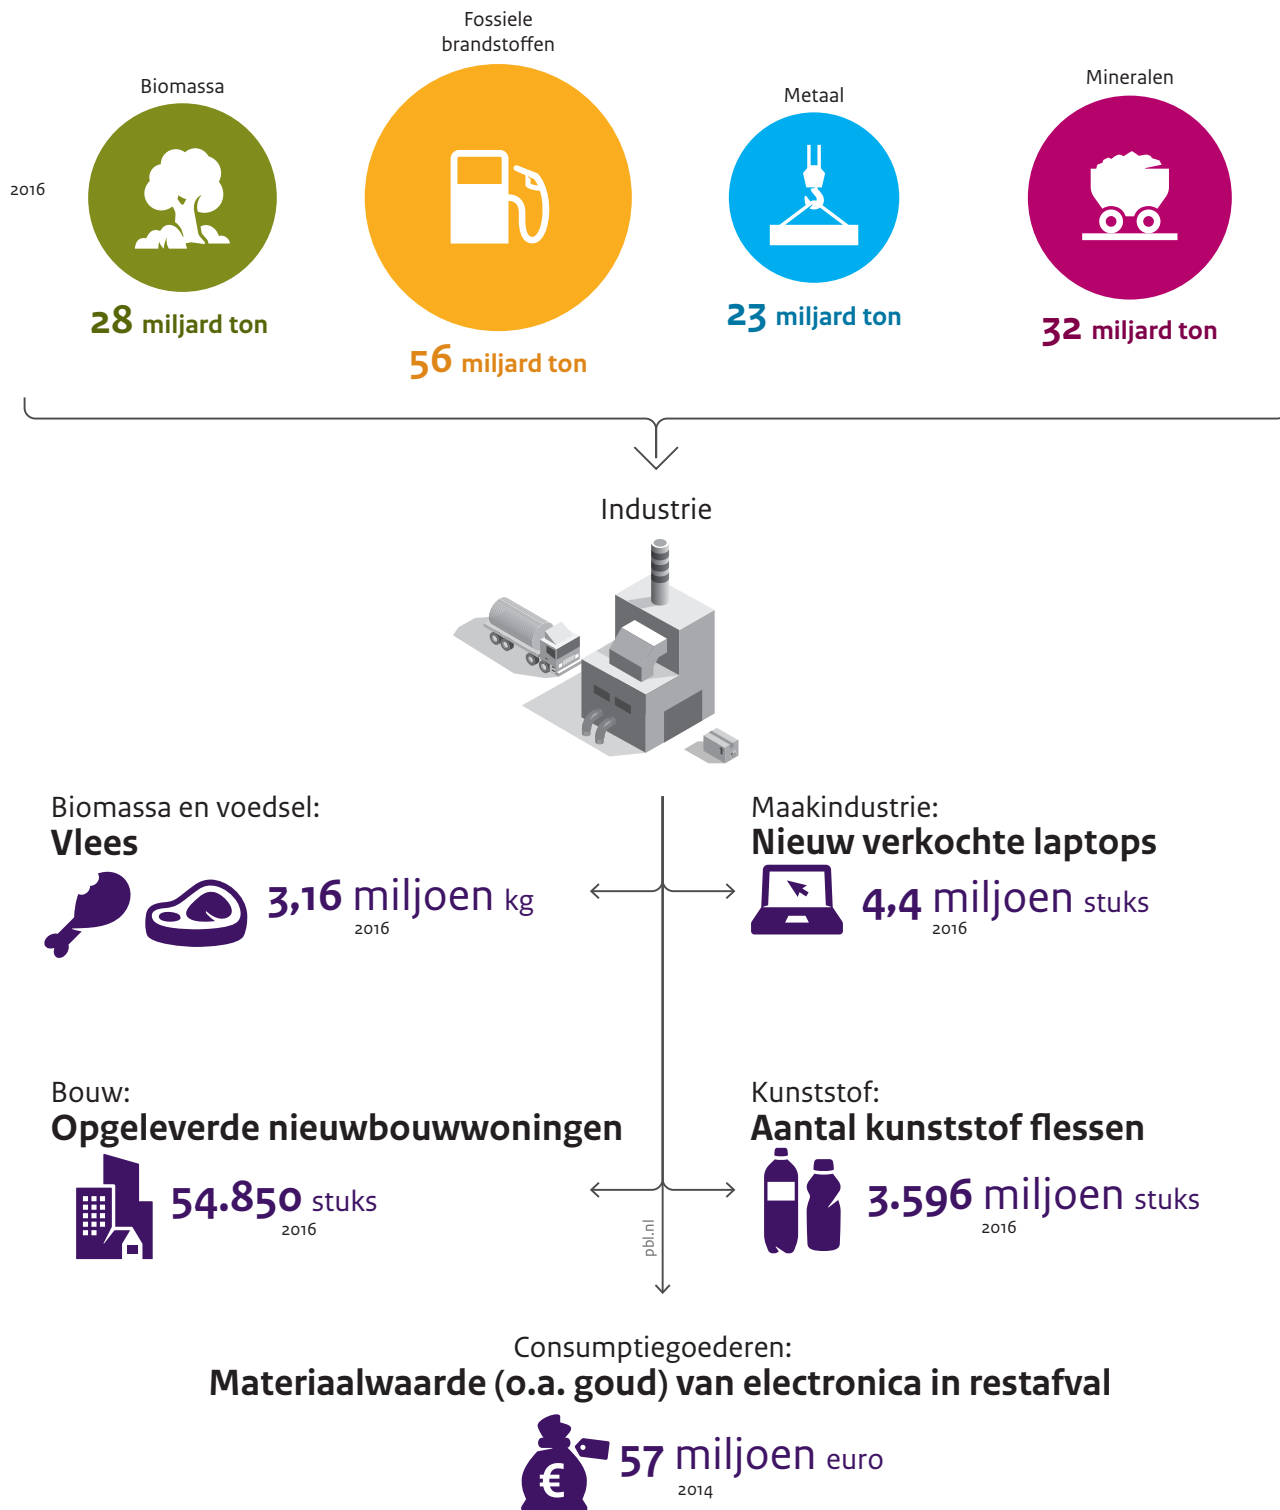 Fossiele
brandstoffen
Biomassa
Metaal
Mineralen
2016
28 miljard ton
56 miljard ton
23 miljard ton
32 miljard ton
Industrie
Biomassa en voedsel:
Vlees
3,16 miljoen kg
2016
Maakindustrie:
Nieuw verkochte laptops
4,4 miljoen stuks
2016
Bouw:
Opgeleverde nieuwbouwwoningen
54.850 stuks
2016
Kunststof:
Aantal kunststof flessen
3.596 miljoen stuks
2016
pbl.nl
Consumptiegoederen:
Materiaalwaarde (o.a. goud) van electronica in restafval
€
57 miljoen euro
2014